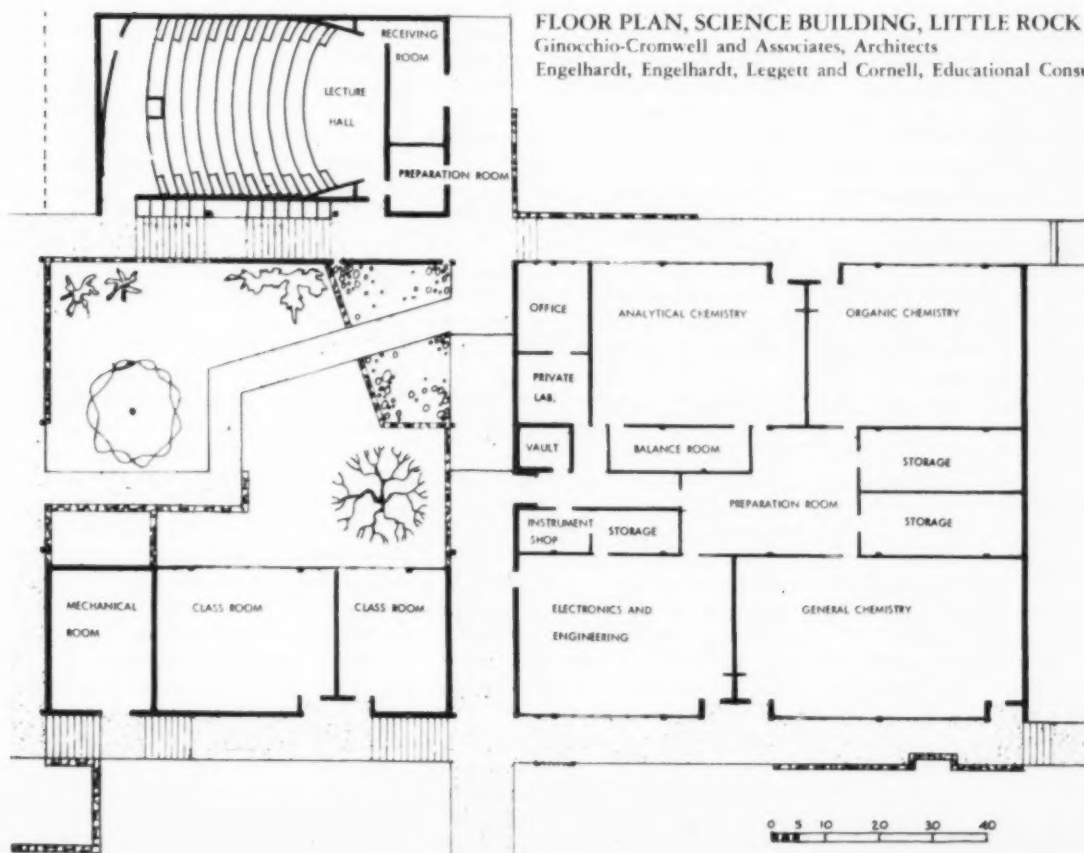 FLOOR PLAN, SCIENCE BUILDING, LITTLE ROCK
Ginocchio-Cromwell and Associates, Architects
Engelhardt, Engelhardt, Leggett and Cornell, Educational
RECEIVING
ROOM
LECTURE
HALL
PREPARATION ROOM
OFFICE
ANALYTICAL CHEMISTRY
ORGANIC CHEMISTRY
PRIVATE
LAB.
VAULT
BALANCE ROOM
STORAGE
PREPARATION ROOM
STORAGE
INSTRUMENT
SHOP
STORAGE
MECHANICAL
ROOM
CLASS ROOM
CLASS ROOM
ELECTRONICS AND
ENGINEERING
GENERAL CHEMISTRY
0 5 10 20 30 40